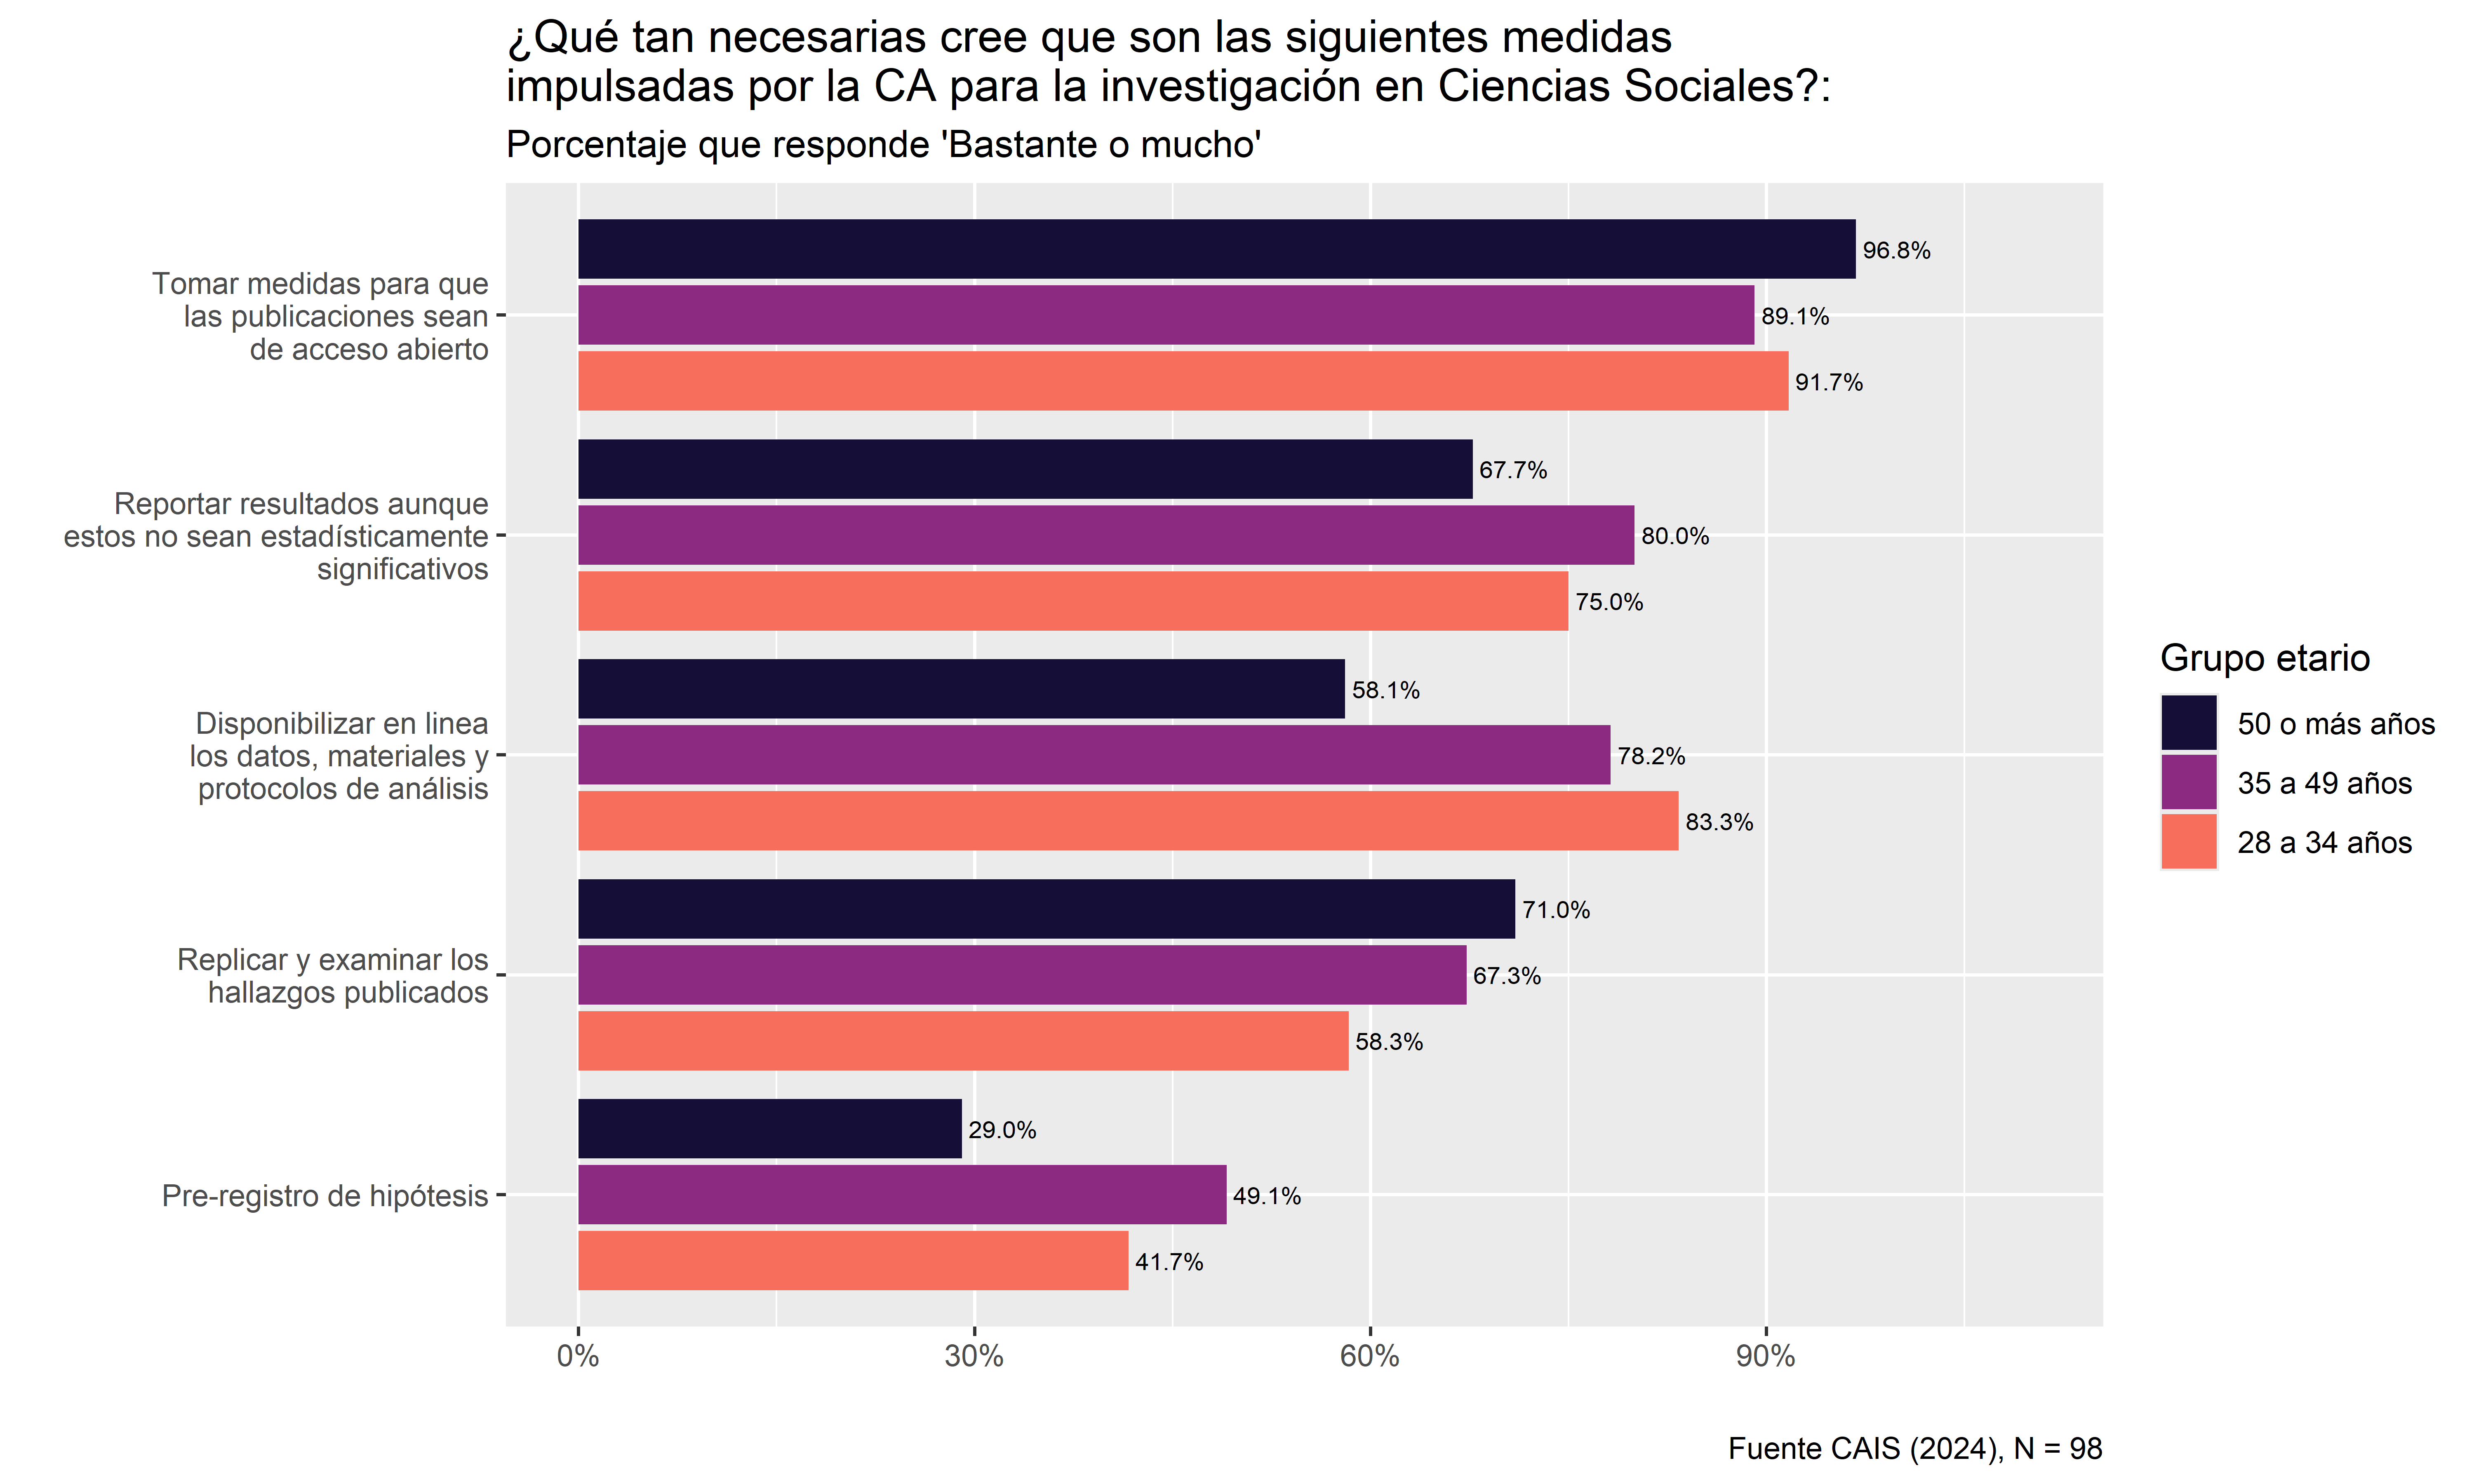 ¿Qué tan necesarias cree que son las siguientes medidas
impulsadas por la CA para la investigación en Ciencias Sociales?:
Porcentaje que responde 'Bastante o mucho'
Tomar medidas para que
las publicaciones sean
de acceso abierto
96.8%
89.1%
91.7%
Reportar resultados aunque
estos no sean estadísticamente
significativos
67.7%
80.0%
75.0%
Disponibilizar en linea
los datos, materiales y
protocolos de análisis
58.1%
78.2%
83.3%
Replicar y examinar los
hallazgos publicados
71.0%
67.3%
58.3%
Pre-registro de hipótesis
29.0%
49.1%
41.7%
0%
30%
60%
90%
Grupo etario
50 o más años
35 a 49 años
28 a 34 años
Fuente CAIS (2024), N = 98